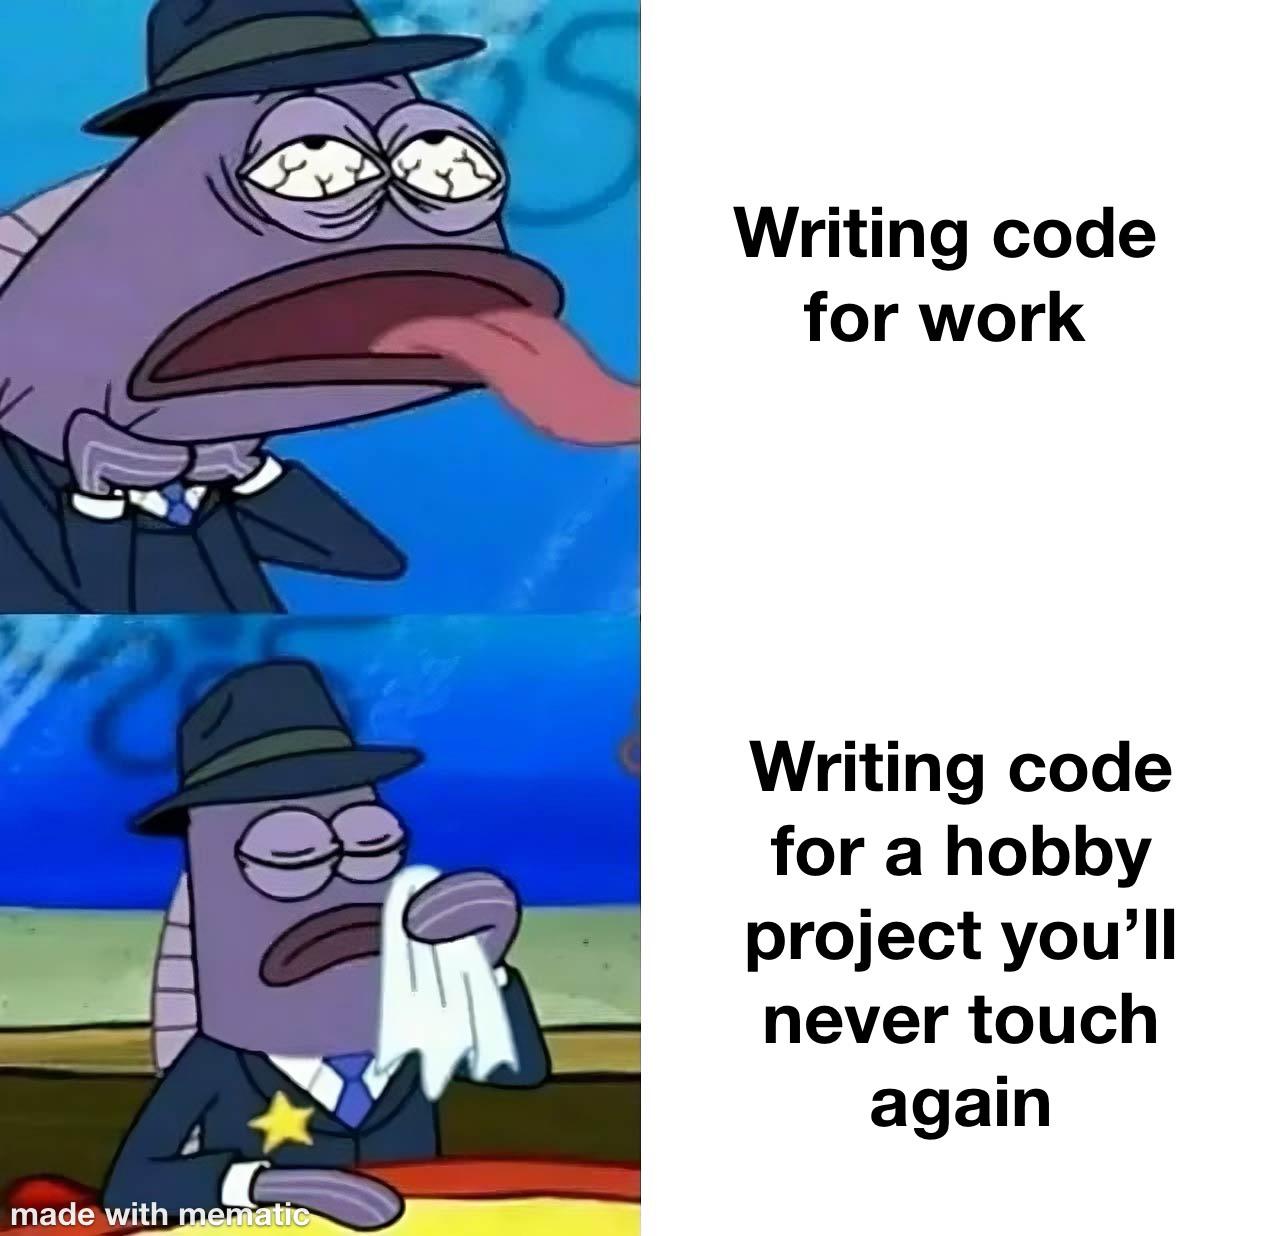 Writing code
for work
Writing code
for a hobby
project you’ll
never touch
again
made with mematic